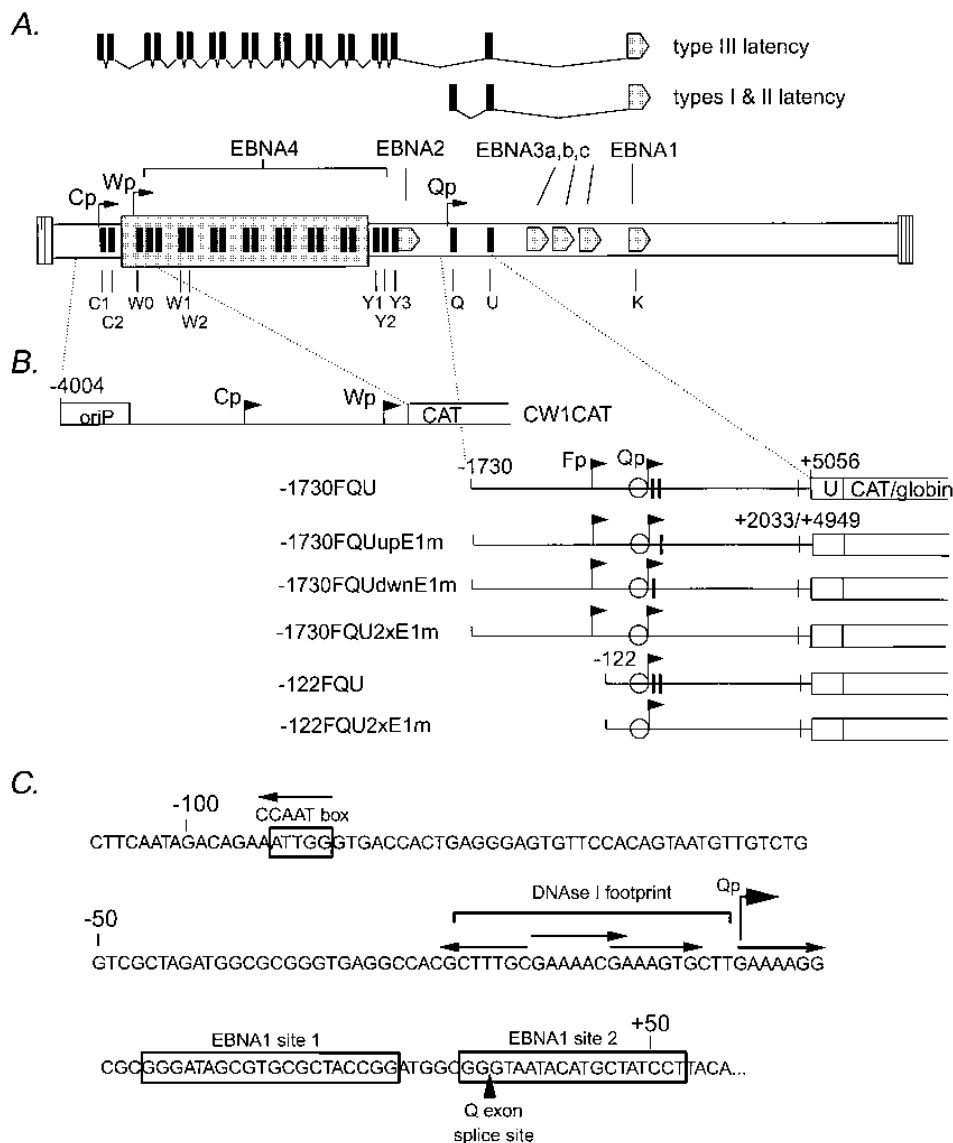 A.
type III latency
types I & II latency
EBNA4 EBNA2 EBNA3a,b,c EBNA1
Cp Wp Qp
C1 C2 W0 W1 W2 Y1 Y2 Y3 Q U K
B.
-4004
oriP Cp Wp CAT CW1CAT
-1730 Fp Qp +5056
-1730FQU U CAT/globin
+2033/+4949
-1730FQUupE1m
-1730FQUdwnE1m
-1730FQU2xE1m
-122
-122FQU
-122FQU2xE1m
C.
-100 CCAAT box
CTTCAATAGACAGAAATTGGGTGACCACTGAGGGAGTGTTCCACAGTAATGTTGTCTG
DNAse I footprint Qp
-50
GTCGCTAGATGGCGCGGGTGAGGCCACGCTTTGCGAAAACGAAAGTGCTTGAAAAGG
EBNA1 site 1 EBNA1 site 2 +50
CGCGGGATAGCGTGCGCTACCGGATGGCGGGTAATACATGCTATCCTTACA...
Q exon
splice site